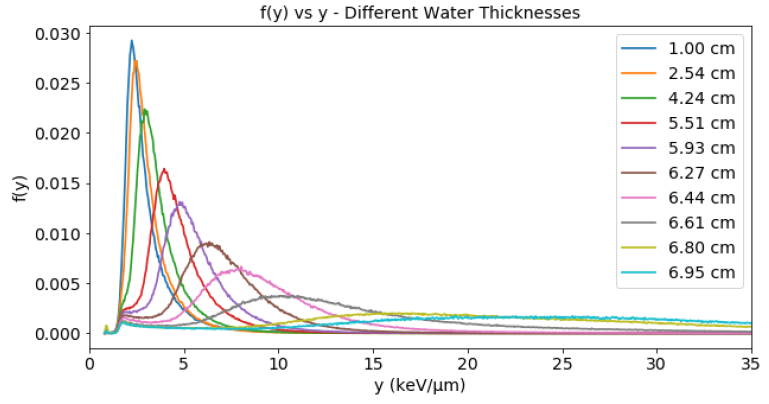 f(y) vs y - Different Water Thicknesses
0.030
0.025
0.020
0.015
0.010
0.005
0.000
f(y)
1.00 cm
2.54 cm
4.24 cm
5.51 cm
5.93 cm
6.27 cm
6.44 cm
6.61 cm
6.80 cm
6.95 cm
0 5 10 15 20 25 30 35
y (keV/μm)